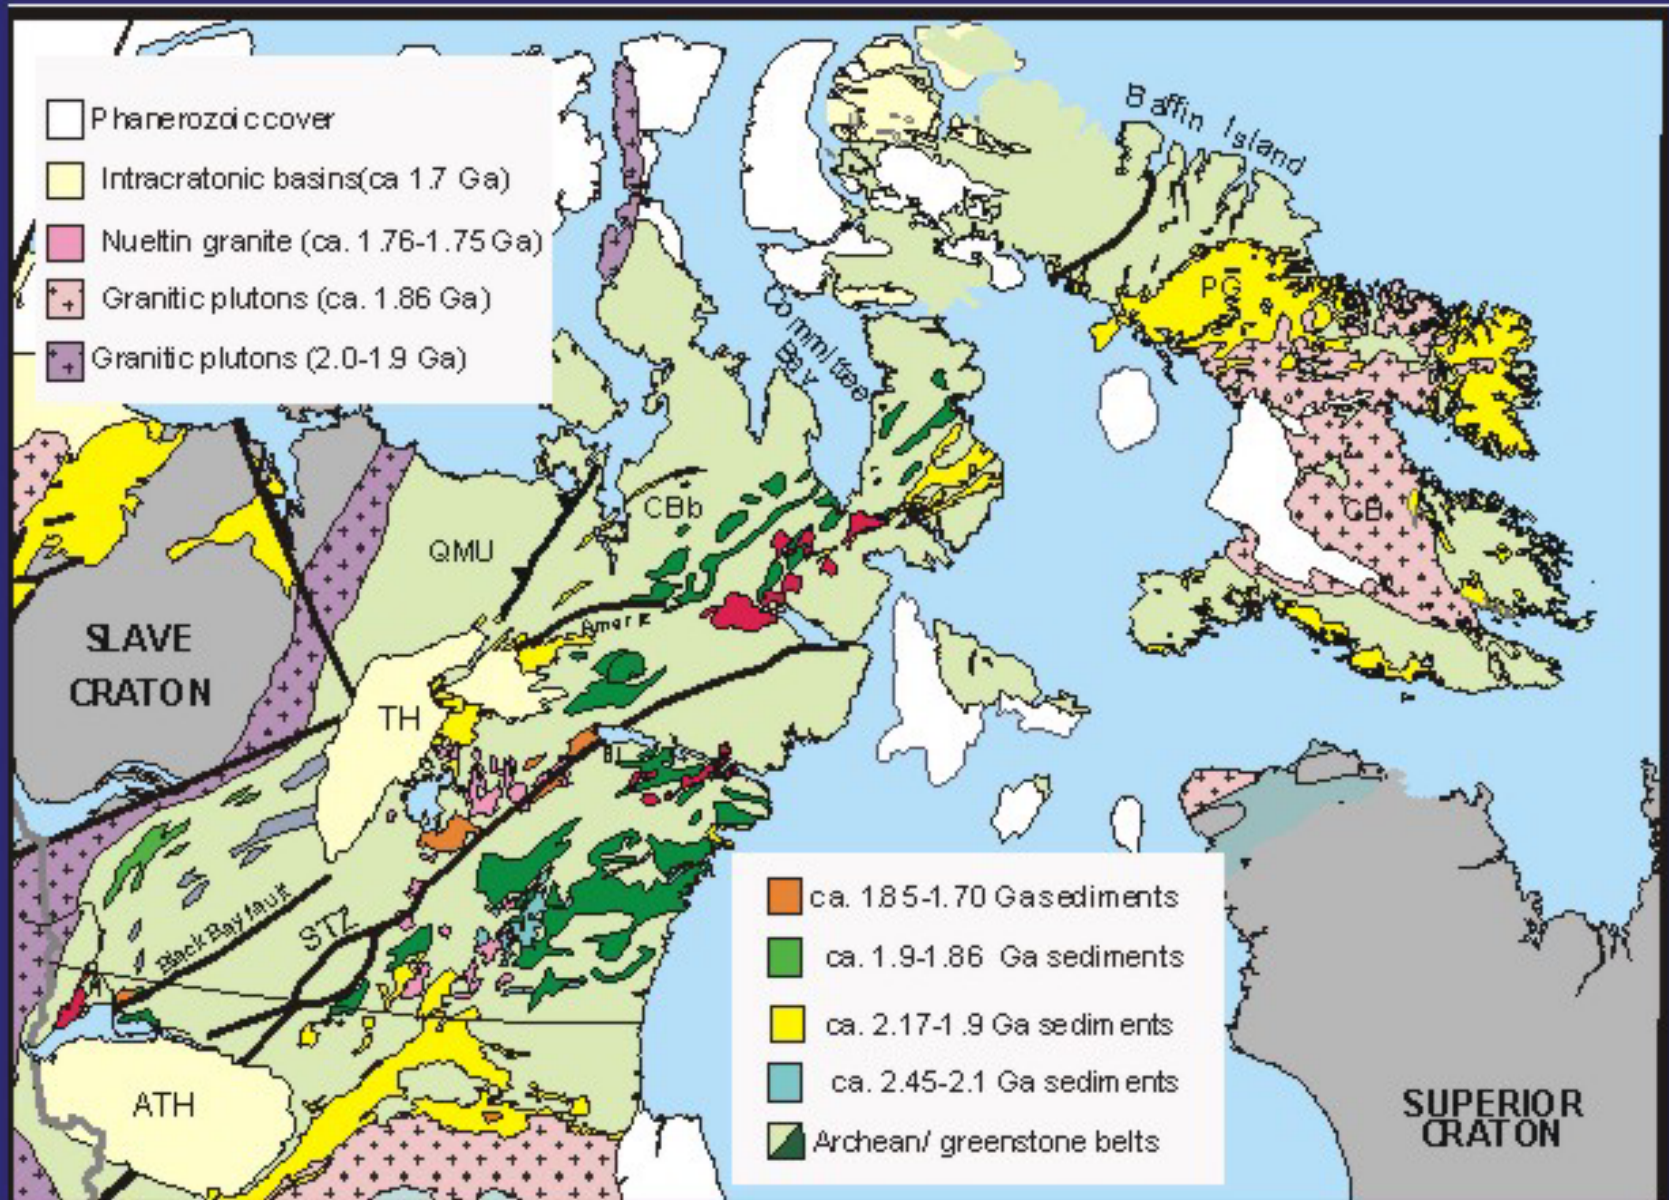 Phanerozoic cover
Intracratonic basins(ca 1.7 Ga)
Nueltin granite (ca. 1.76-1.75 Ga)
Granitic plutons (ca. 1.86 Ga)
Granitic plutons (2.0-1.9 Ga)
Baffin Island
PG
Committee
Bay
CBb
QMU
CB
SLAVE
CRATON
TH
STZ
Black Bay fault
ATH
ca. 1.85-1.70 Ga sediments
ca. 1.9-1.86 Ga sediments
ca. 2.17-1.9 Ga sediments
ca. 2.45-2.1 Ga sediments
Archean/ greenstone belts
SUPERIOR
CRATON